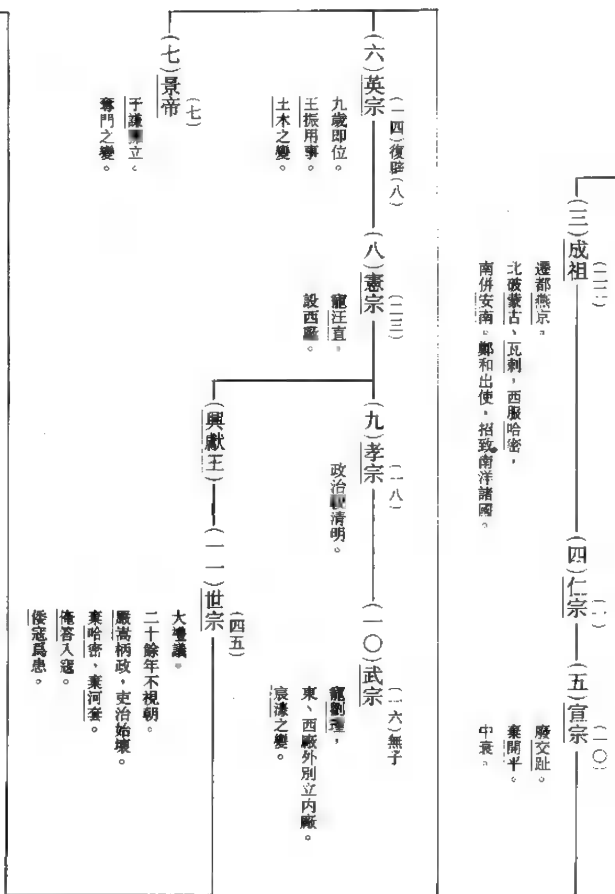 (三)成祖
(二二)
遷都燕京。
北破蒙古、瓦剌,西服哈密,
南併安南。鄭和出使,招致南洋諸國。
(四)仁宗
(一)
(五)宣宗
(一〇)
廢交趾。
棄開平。
中衰。
(六)英宗
(一四)復辟(八)
九歲即位。
王振用事。
土木之變。
(七)景帝
(七)
于謙立。
奪門之變。
(八)憲宗
(二三)
寵汪直。
設西廠。
(九)孝宗
(一八)
政治清明。
(一〇)武宗
(一六)無子
寵劉瑾,
東、西廠外別立內廠。
宸濠之變。
(興獻王)
(一一)世宗
(四五)
大禮議。
二十餘年不視朝。
嚴嵩柄政,吏治始壞。
棄哈密、棄河套。
俺答入寇。
倭寇爲患。